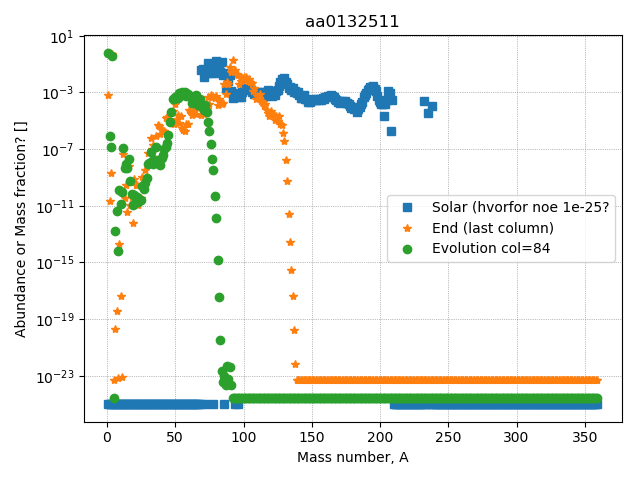 aa0132511
Abundance or Mass fraction? []
10^1
10^-3
10^-7
10^-11
10^-15
10^-19
10^-23
Solar (hvorfor noe 1e-25?
End (last column)
Evolution col=84
0 50 100 150 200 250 300 350
Mass number, A